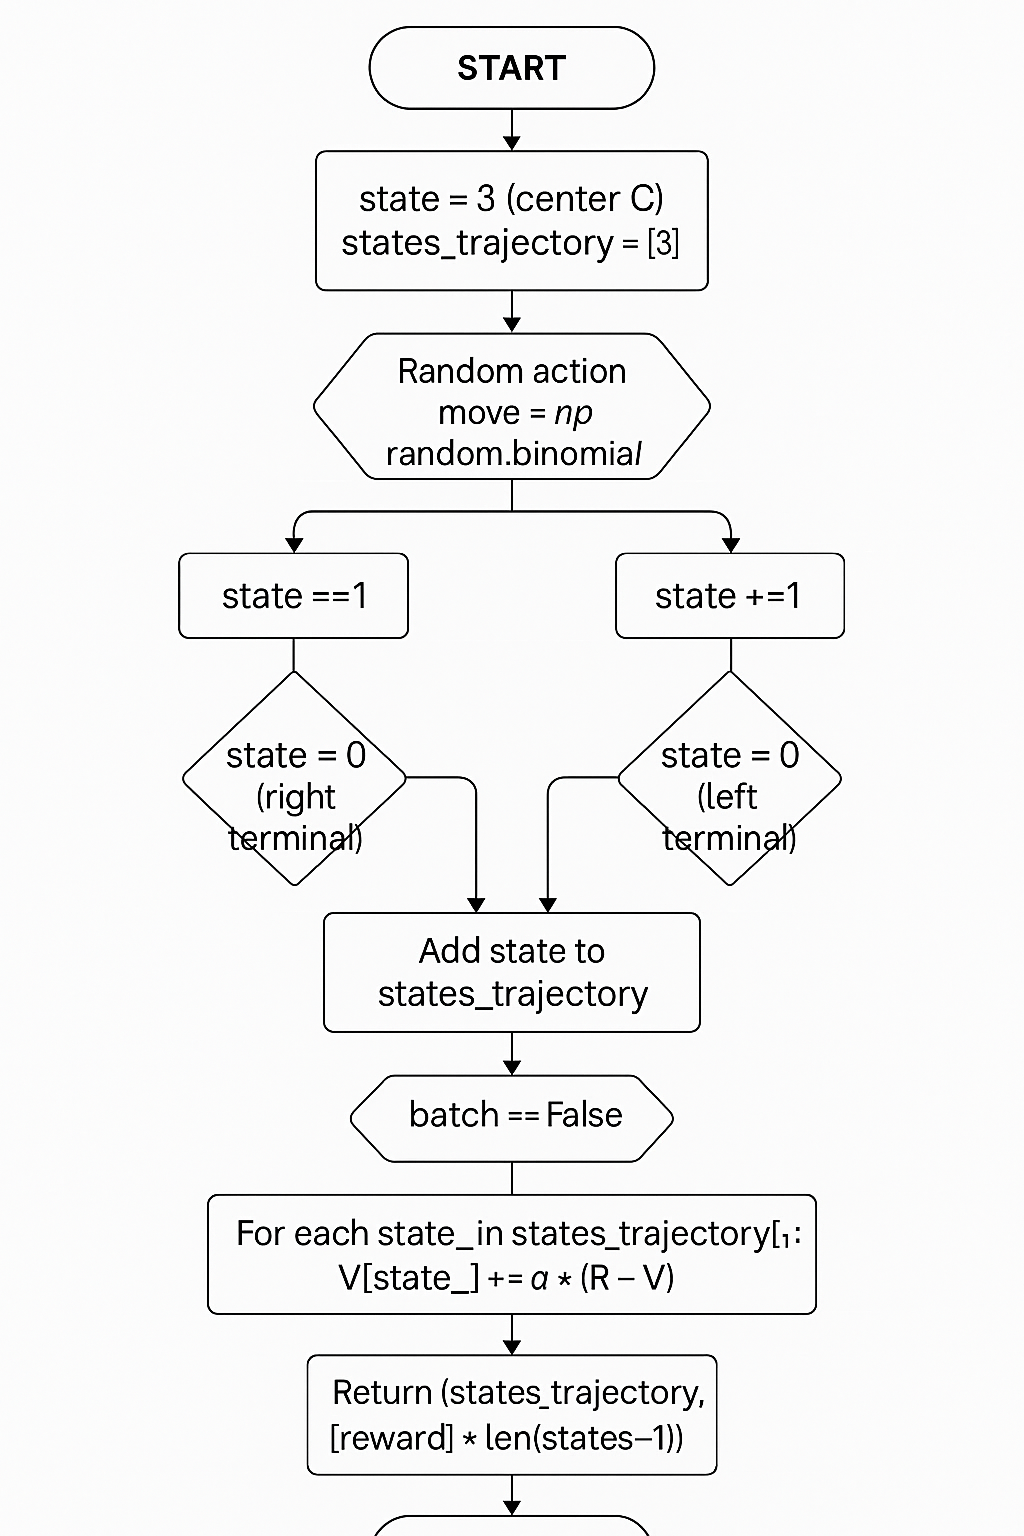 START
state = 3 (center C)
states_trajectory = [3]
Random action
move = np
random.binomial
state ==1
state +=1
state = 0
(right
terminal)
state = 0
(left
terminal)
Add state to
states_trajectory
batch == False
For each state_in states_trajectory[₁:
V[state_] += α * (R – V)
Return (states_trajectory,
[reward] * len(states–1))